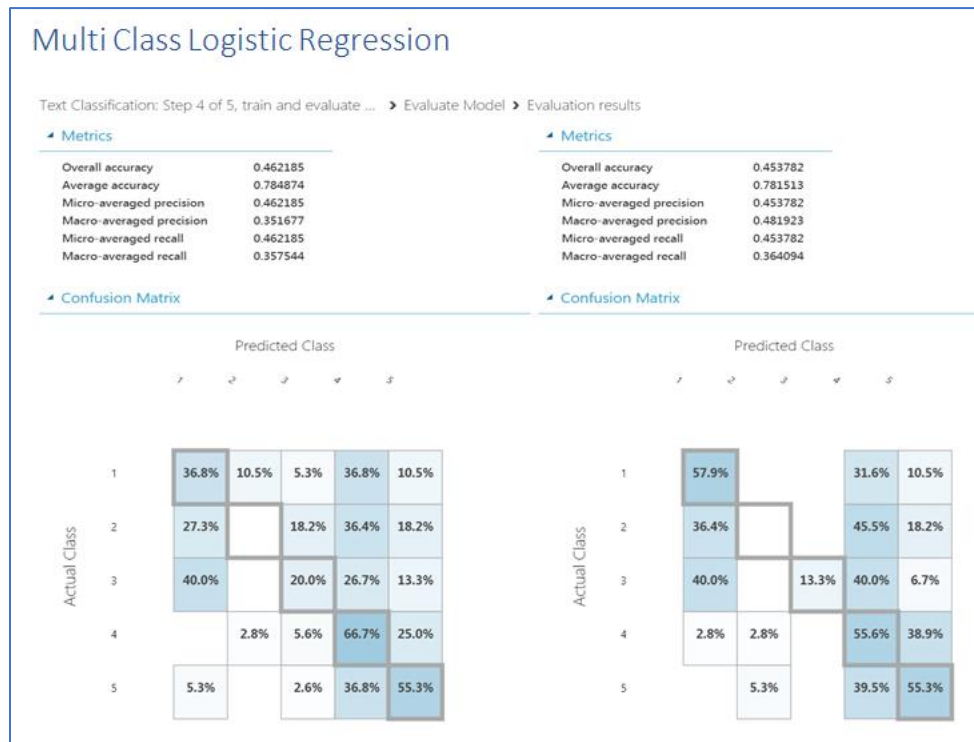 Multi Class Logistic Regression
Text Classification: Step 4 of 5, train and evaluate ... > Evaluate Model > Evaluation results
Metrics
Overall accuracy 0.462185
Average accuracy 0.784874
Micro-averaged precision 0.462185
Macro-averaged precision 0.351677
Micro-averaged recall 0.462185
Macro-averaged recall 0.357544
Confusion Matrix
Predicted Class
1 2 3 4 5
Actual Class
1 36.8% 10.5% 5.3% 36.8% 10.5%
2 27.3% 18.2% 36.4% 18.2%
3 40.0% 20.0% 26.7% 13.3%
4 2.8% 5.6% 66.7% 25.0%
5 5.3% 2.6% 36.8% 55.3%
Metrics
Overall accuracy 0.453782
Average accuracy 0.781513
Micro-averaged precision 0.453782
Macro-averaged precision 0.481923
Micro-averaged recall 0.453782
Macro-averaged recall 0.364094
Confusion Matrix
Predicted Class
1 2 3 4 5
Actual Class
1 57.9% 31.6% 10.5%
2 36.4% 45.5% 18.2%
3 40.0% 13.3% 40.0% 6.7%
4 2.8% 2.8% 55.6% 38.9%
5 5.3% 39.5% 55.3%